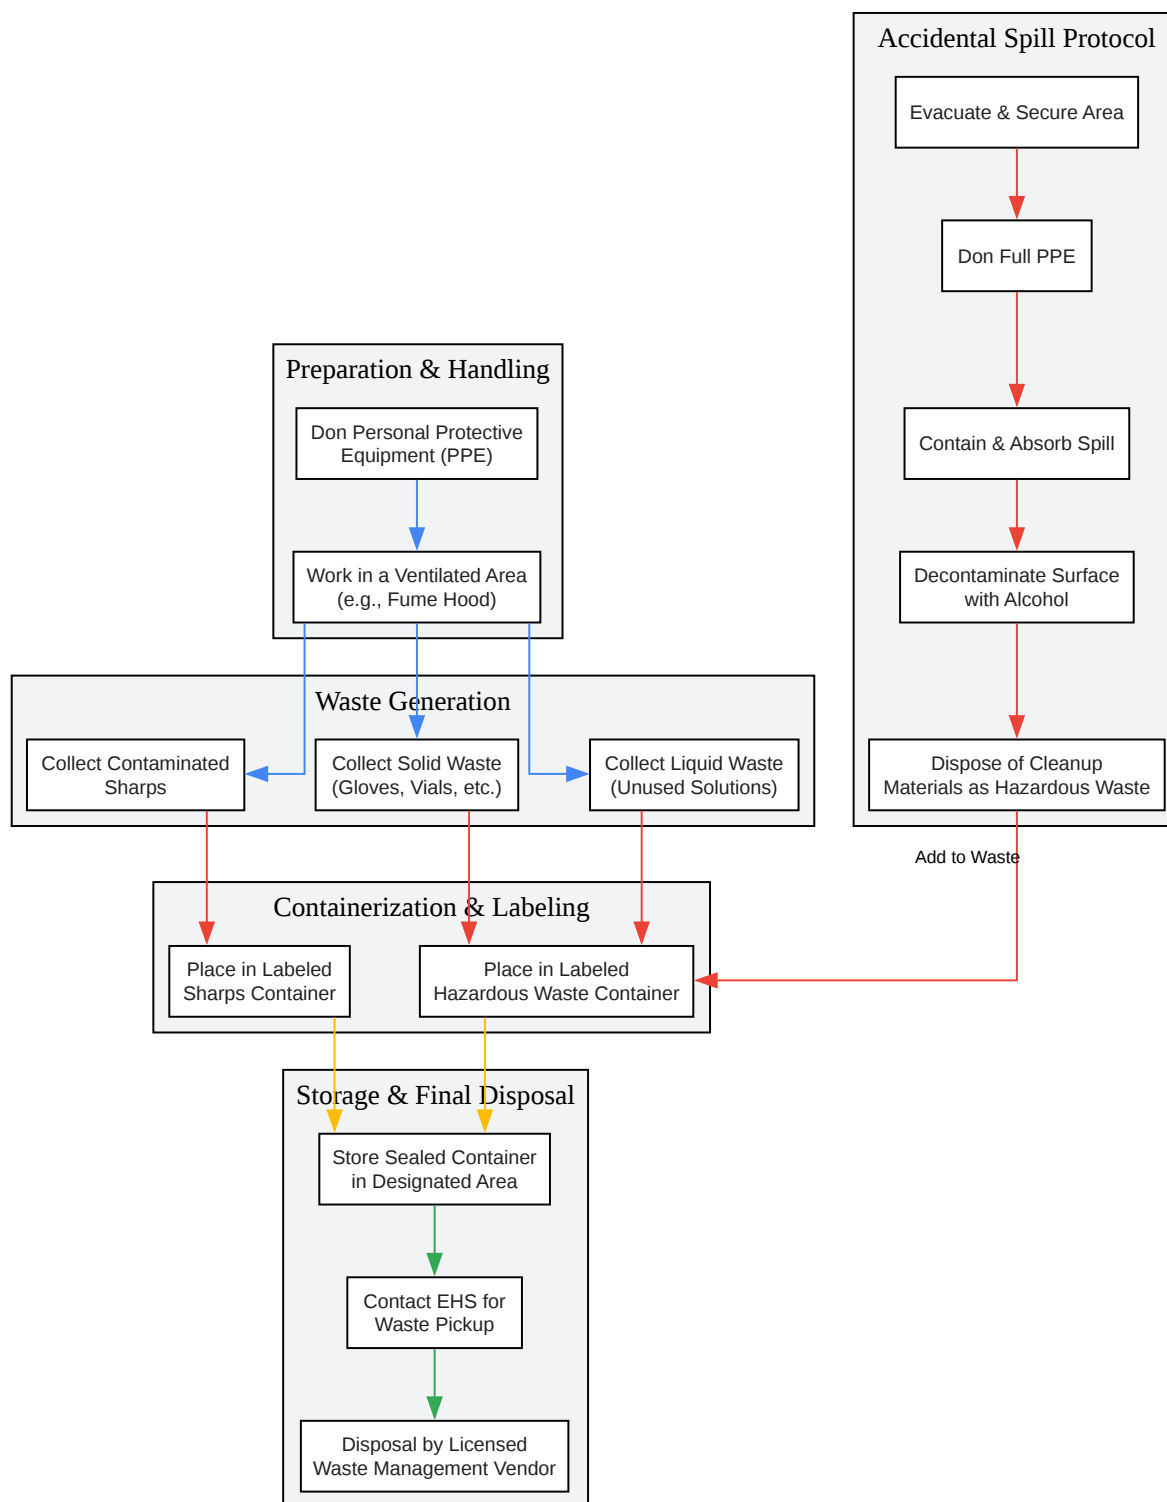 Accidental Spill Protocol
Evacuate & Secure Area
Don Full PPE
Contain & Absorb Spill
Decontaminate Surface
with Alcohol
Dispose of Cleanup
Materials as Hazardous Waste
Add to Waste
Preparation & Handling
Don Personal Protective
Equipment (PPE)
Work in a Ventilated Area
(e.g., Fume Hood)
Waste Generation
Collect Contaminated
Sharps
Collect Solid Waste
(Gloves, Vials, etc.)
Collect Liquid Waste
(Unused Solutions)
Containerization & Labeling
Place in Labeled
Sharps Container
Place in Labeled
Hazardous Waste Container
Storage & Final Disposal
Store Sealed Container
in Designated Area
Contact EHS for
Waste Pickup
Disposal by Licensed
Waste Management Vendor